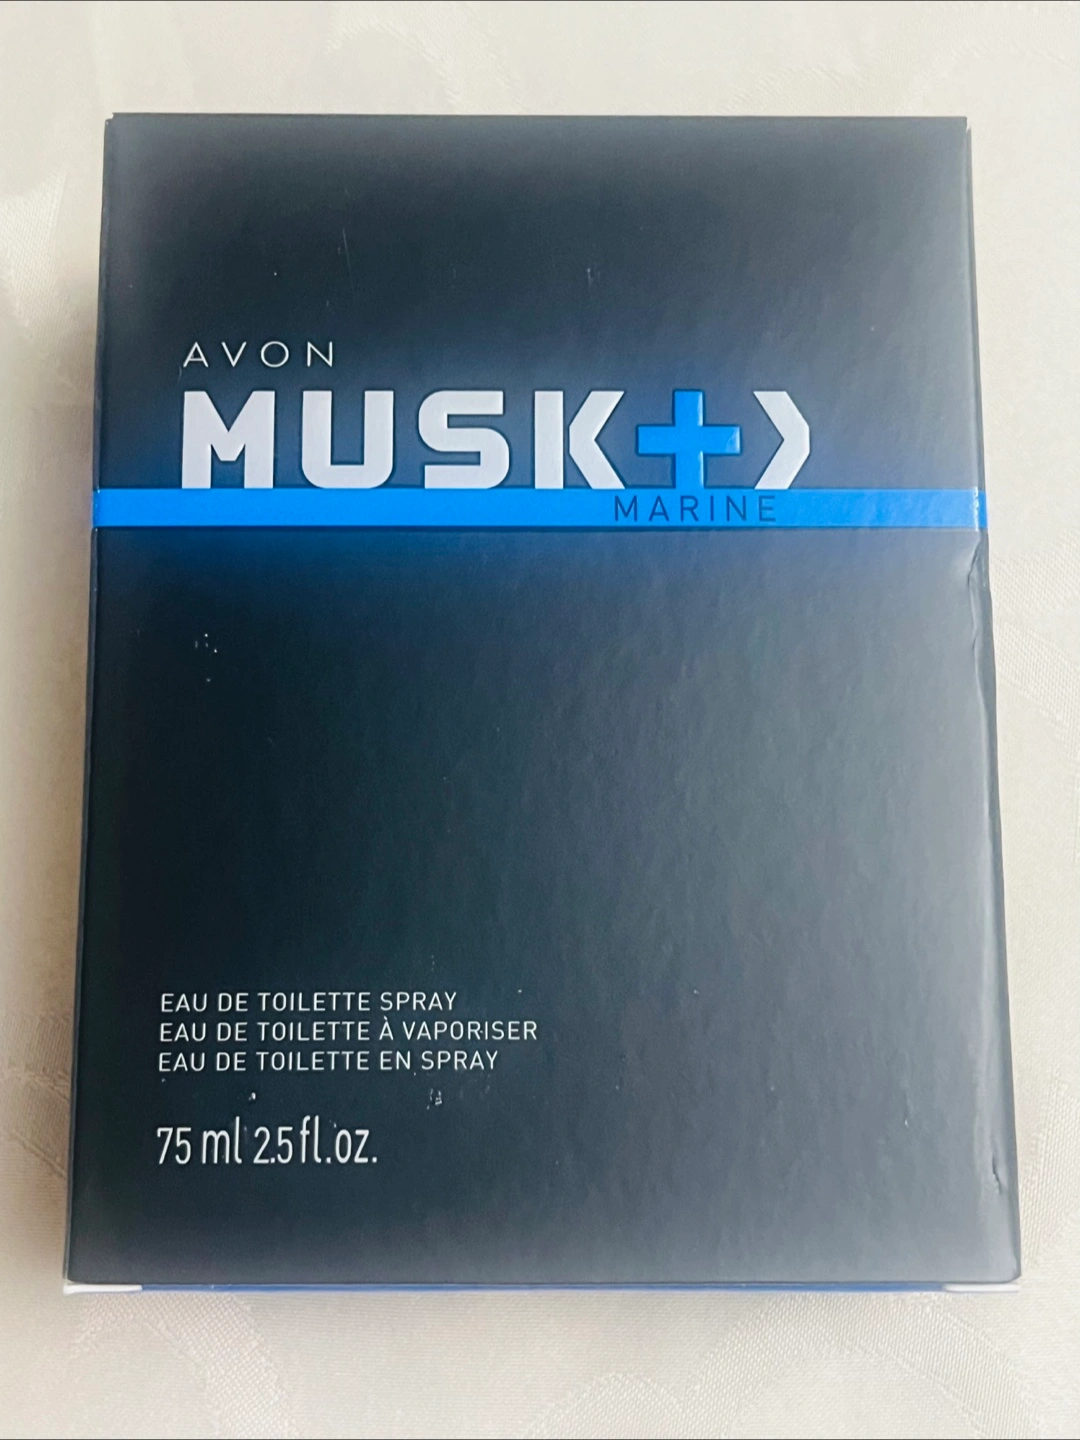 AVON
MUSK+>
MARINE
EAU DE TOILETTE SPRAY
EAU DE TOILETTE À VAPORISER
EAU DE TOILETTE EN SPRAY
75 ml 2.5 fl.oz.